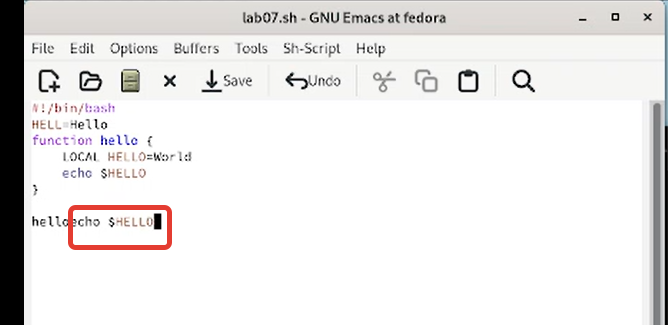 lab07.sh - GNU Emacs at fedora
File Edit Options Buffers Tools Sh-Script Help
Save Undo
#!/bin/bash
HELL=Hello
function hello {
LOCAL HELLO=World
echo $HELLO
}
helloecho $HELLO